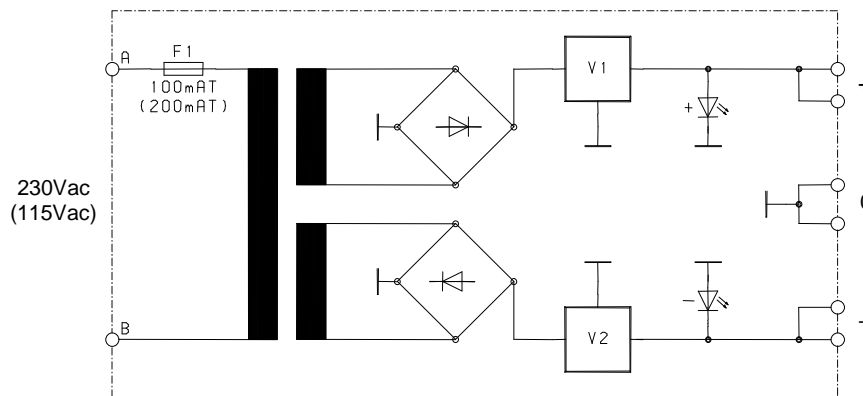 A
F1
100mAT
(200mAT)
V1
+
230Vac
(115Vac)
B
V2
−